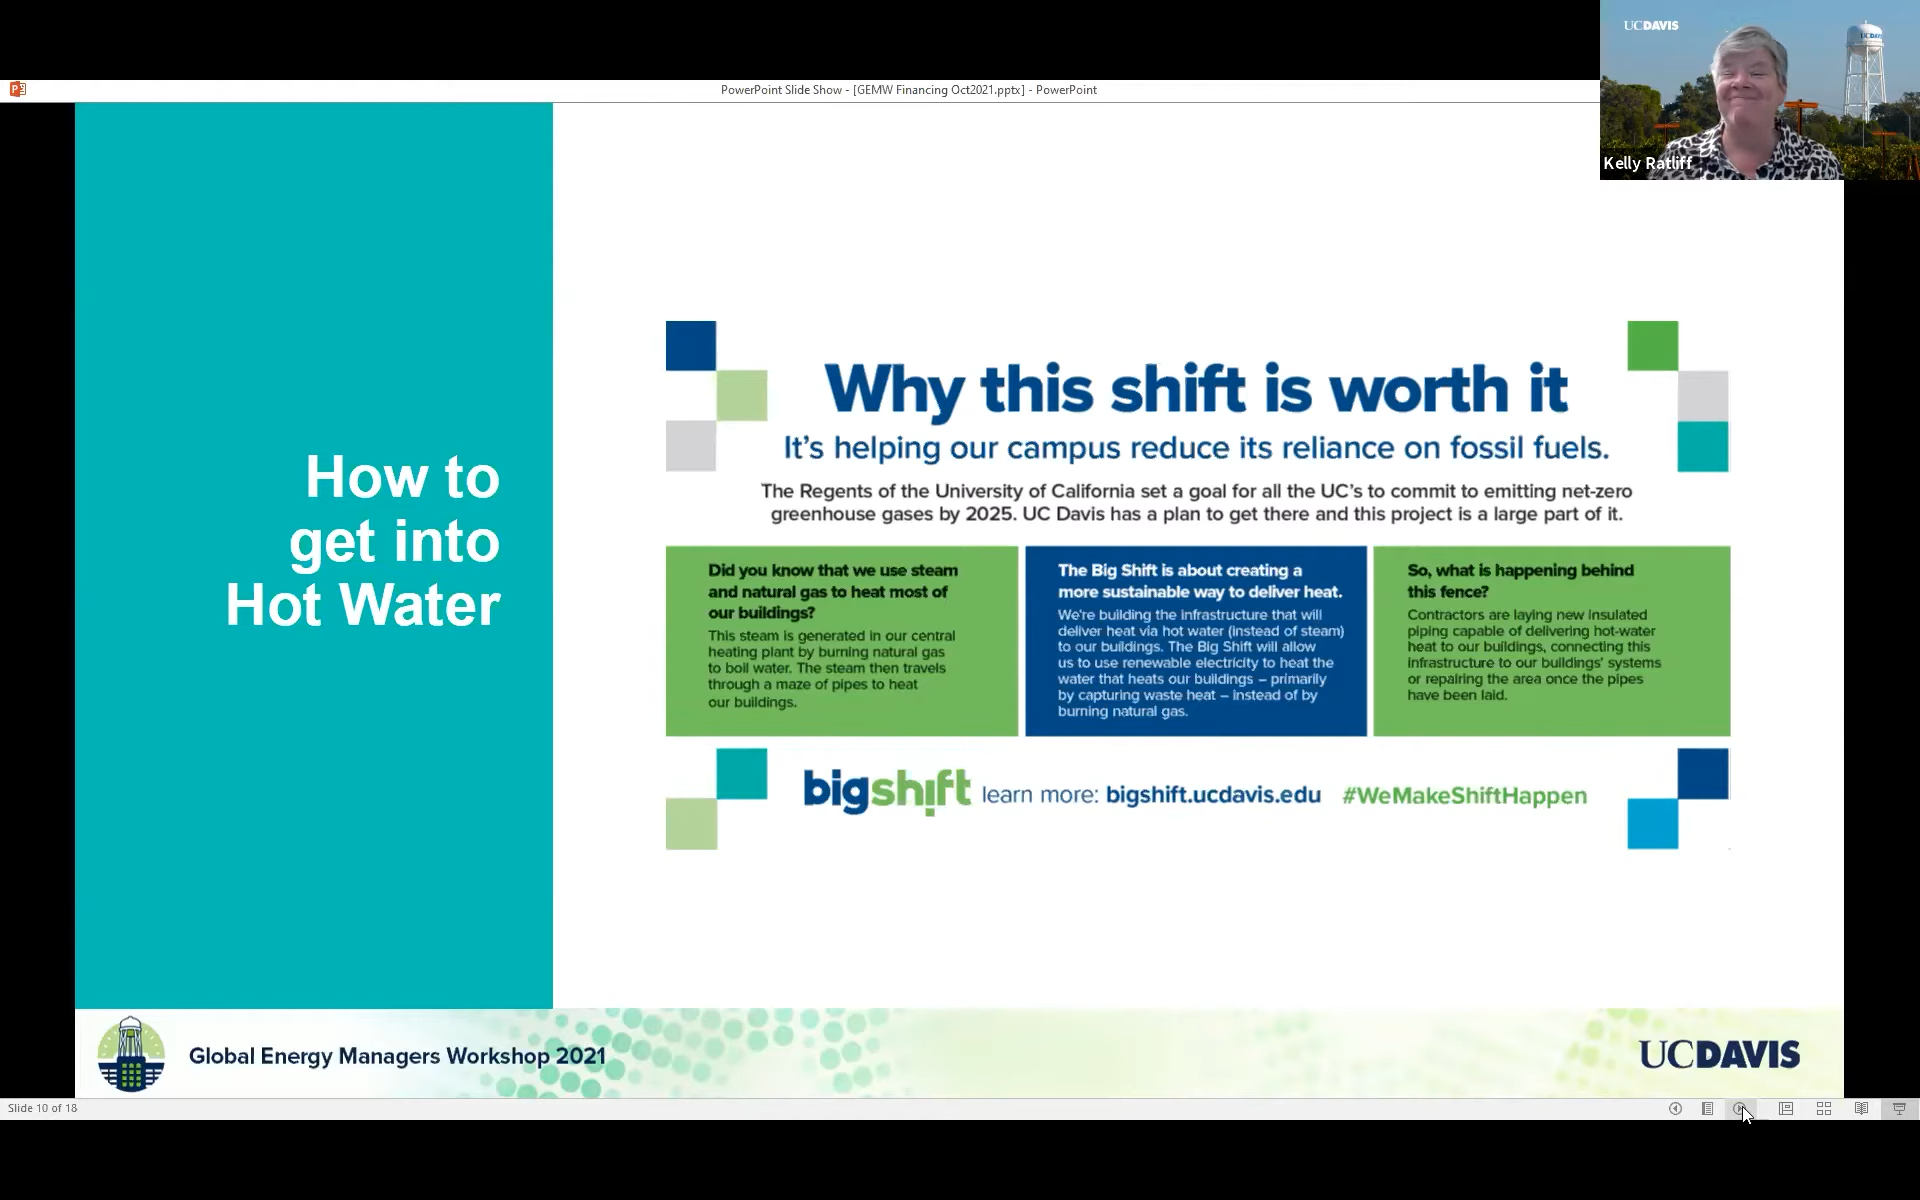 UCDAVIS
UCDAVIS
Kelly Ratliff
PowerPoint Slide Show - [GEMW Financing Oct2021.pptx] - PowerPoint
How to
get into
Hot Water
Why this shift is worth it
It's helping our campus reduce its reliance on fossil fuels.
The Regents of the University of California set a goal for all the UC's to commit to emitting net-zero
greenhouse gases by 2025. UC Davis has a plan to get there and this project is a large part of it.
Did you know that we use steam
and natural gas to heat most of
our buildings?
This steam is generated in our central
heating plant by burning natural gas
to boil water. The steam then travels
through a maze of pipes to heat
our buildings.
The Big Shift is about creating a
more sustainable way to deliver heat.
We're building the infrastructure that will
deliver heat via hot water (instead of steam)
to our buildings. The Big Shift will allow
us to use renewable electricity to heat the
water that heats our buildings – primarily
by capturing waste heat – instead of by
burning natural gas.
So, what is happening behind
this fence?
Contractors are laying new insulated
piping capable of delivering hot-water
heat to our buildings, connecting this
infrastructure to our buildings' systems
or repairing the area once the pipes
have been laid.
bigshift learn more: bigshift.ucdavis.edu #WeMakeShiftHappen
Global Energy Managers Workshop 2021
UCDAVIS
Slide 10 of 18